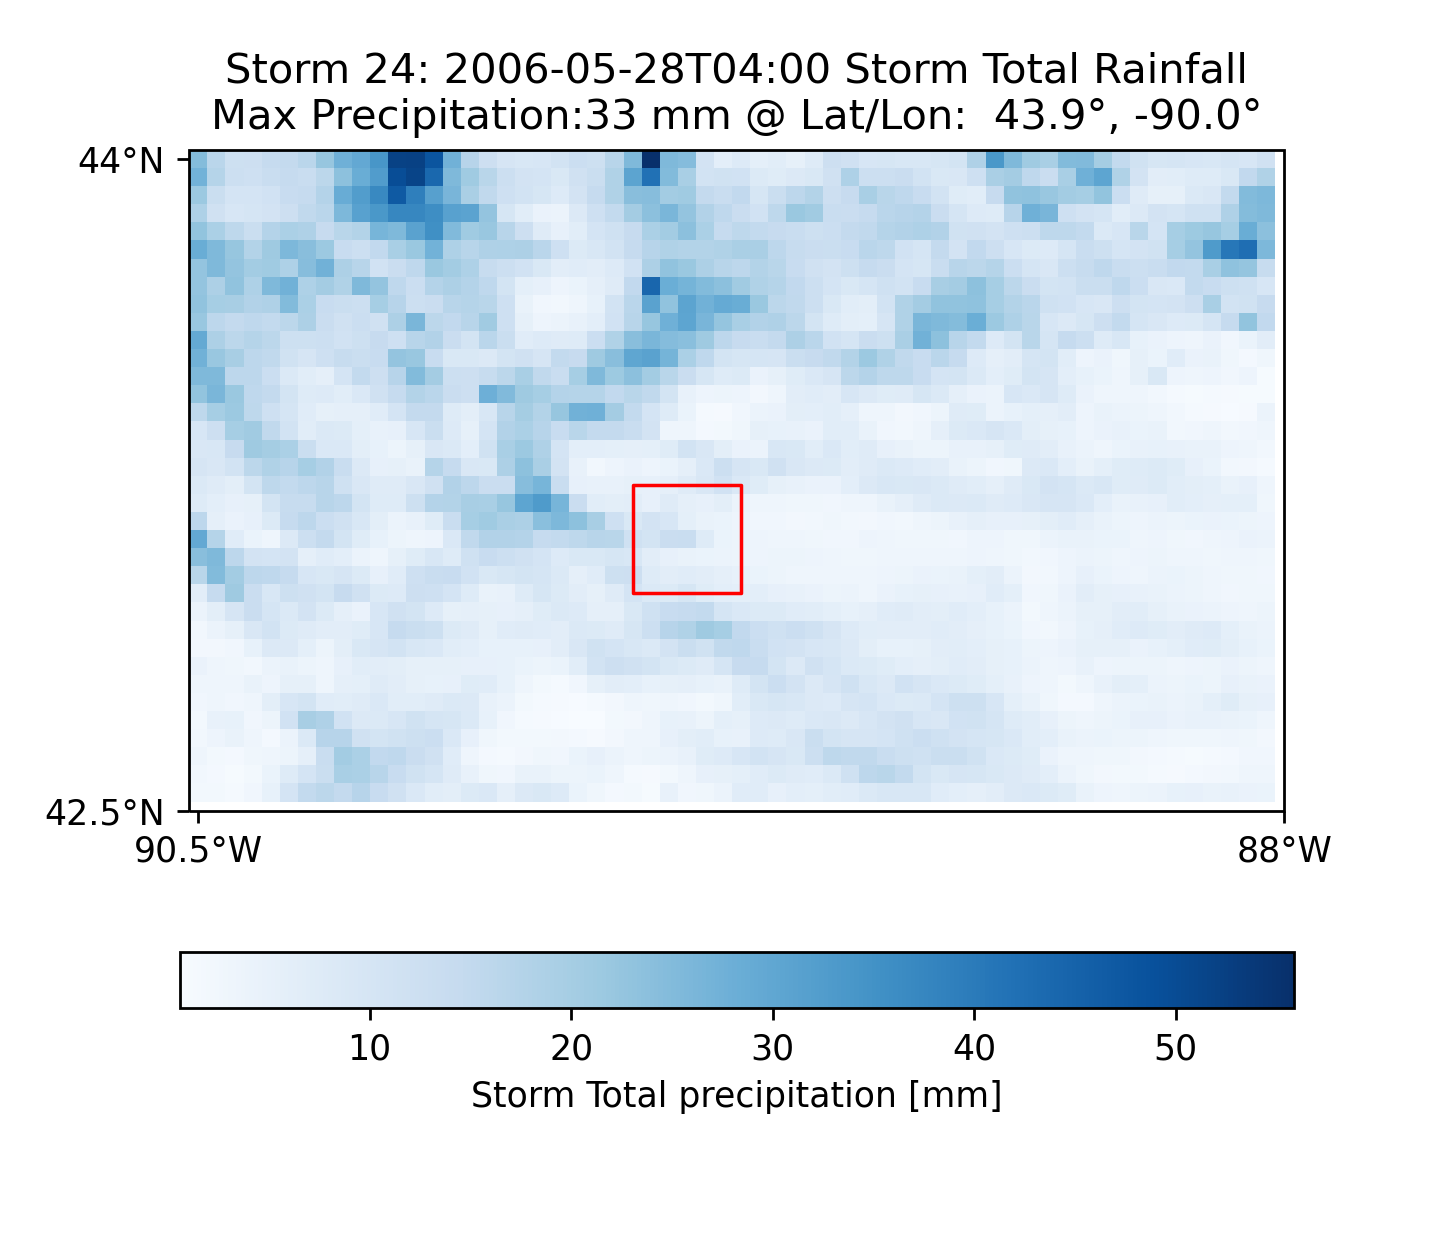 Storm 24: 2006-05-28T04:00 Storm Total Rainfall
Max Precipitation:33 mm @ Lat/Lon:  43.9°, -90.0°
44°N
42.5°N
90.5°W
88°W
10
20
30
40
50
Storm Total precipitation [mm]